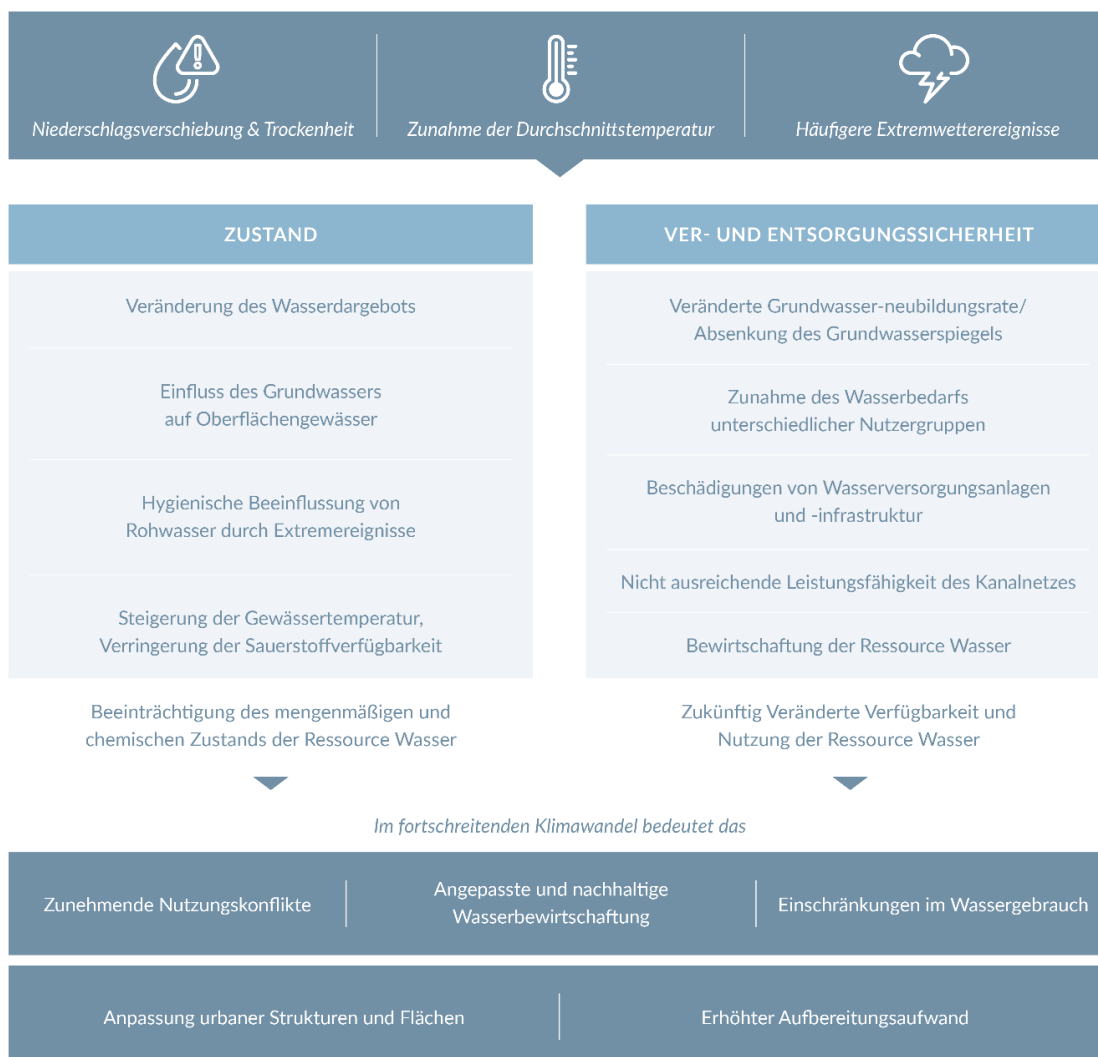 Niederschlagsverschiebung & Trockenheit
Zunahme der Durchschnittstemperatur
Häufigere Extremwetterereignisse
ZUSTAND
Veränderung des Wasserdargebots
Einfluss des Grundwassers
auf Oberflächengewässer
Hygienische Beeinflussung von
Rohwasser durch Extremereignisse
Steigerung der Gewässertemperatur,
Verringerung der Sauerstoffverfügbarkeit
Beeinträchtigung des mengenmäßigen und
chemischen Zustands der Ressource Wasser
VER- UND ENTSORGUNGSSICHERHEIT
Veränderte Grundwasser-neubildungsrate/
Absenkung des Grundwasserspiegels
Zunahme des Wasserbedarfs
unterschiedlicher Nutzergruppen
Beschädigungen von Wasserversorgungsanlagen
und -infrastruktur
Nicht ausreichende Leistungsfähigkeit des Kanalnetzes
Bewirtschaftung der Ressource Wasser
Zukünftig Veränderte Verfügbarkeit und
Nutzung der Ressource Wasser
Im fortschreitenden Klimawandel bedeutet das
Zunehmende Nutzungskonflikte
Angepasste und nachhaltige
Wasserbewirtschaftung
Einschränkungen im Wassergebrauch
Anpassung urbaner Strukturen und Flächen
Erhöhter Aufbereitungsaufwand